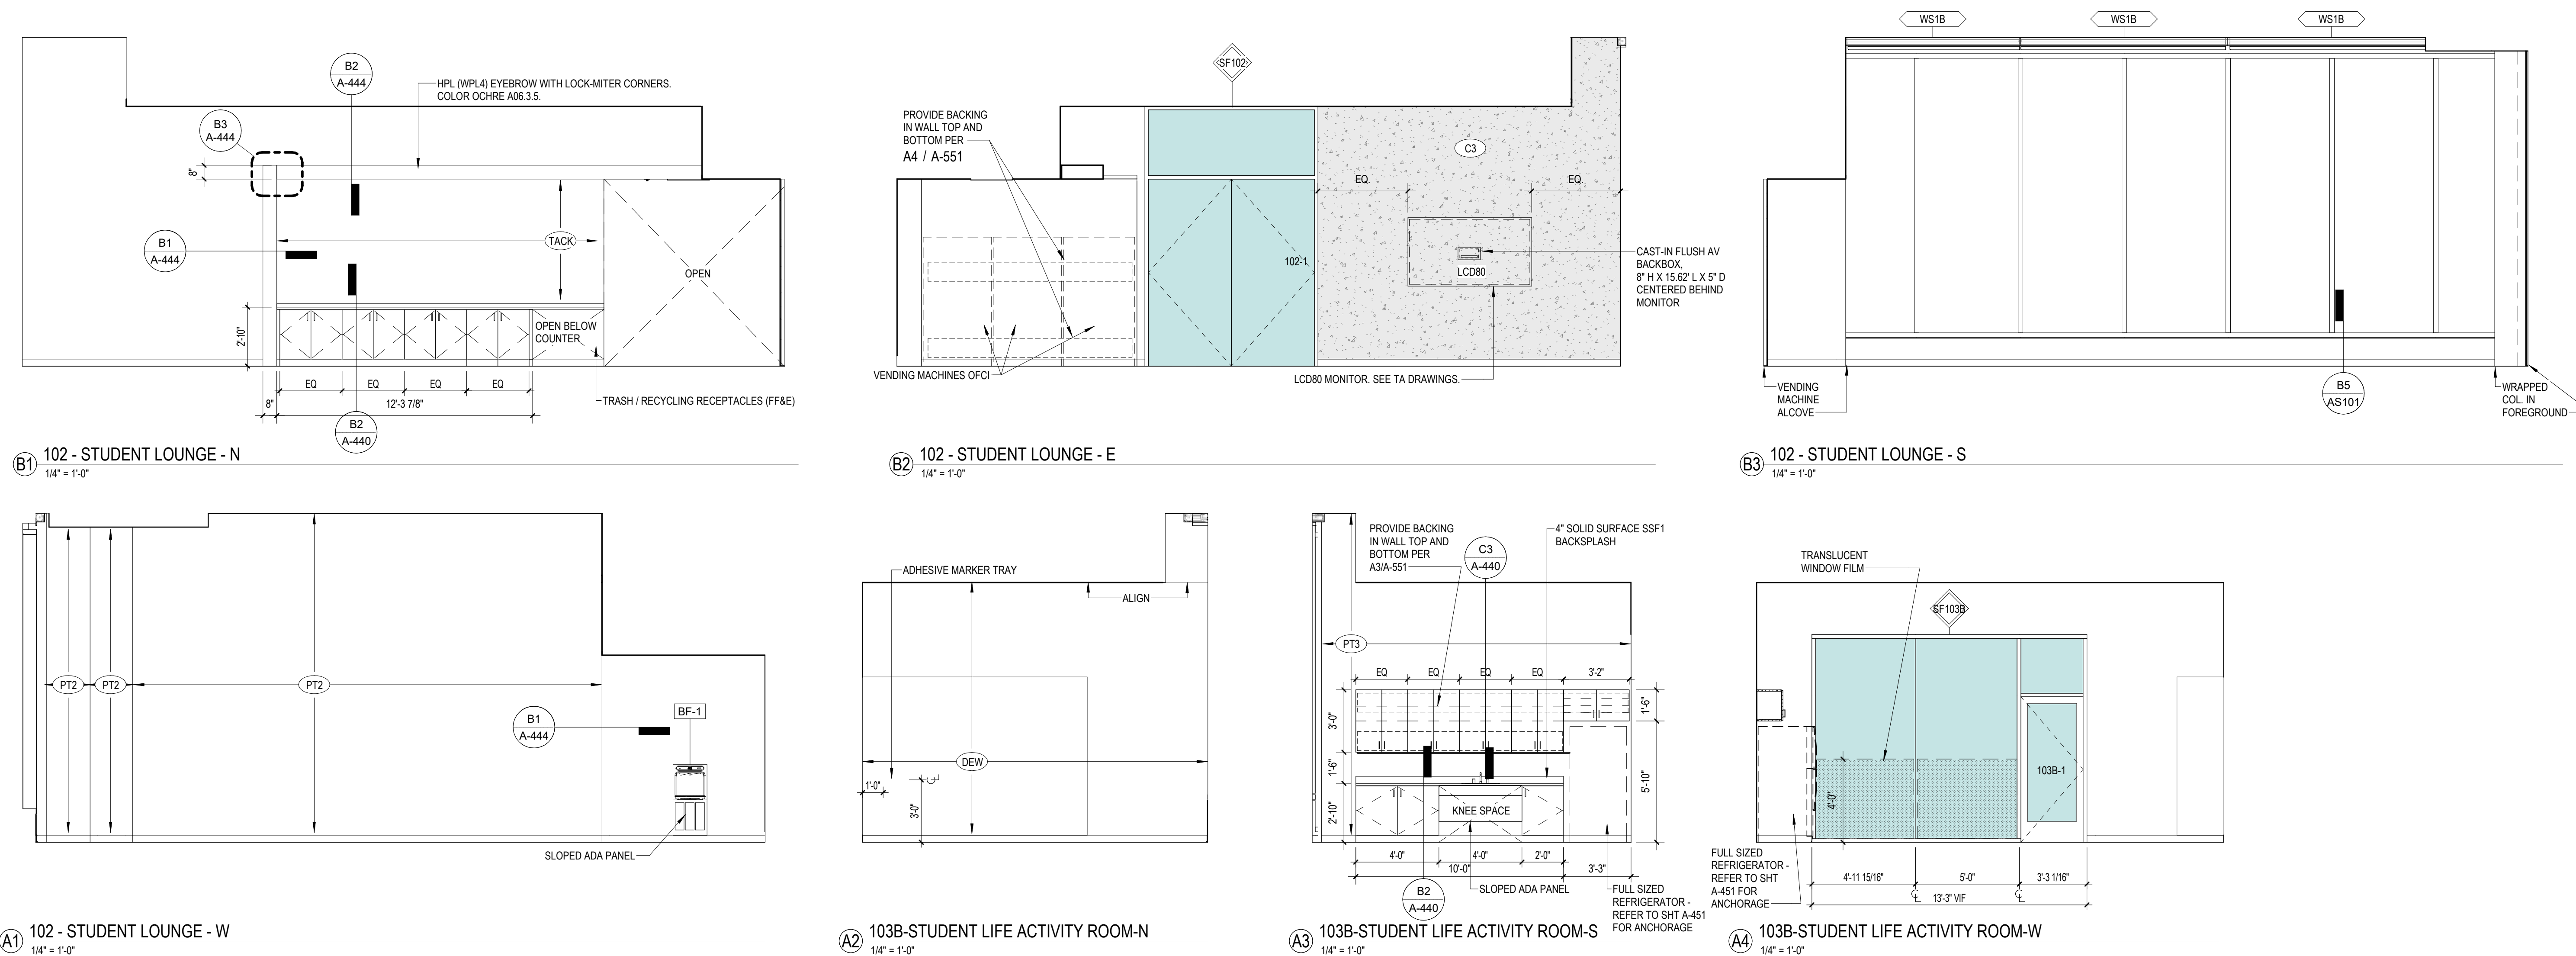 B2
A-444
HPL (WPL4) EYEBROW WITH LOCK-MITER CORNERS.
COLOR OCHRE A06.3.5.
B3
A-444
8"
B1
A-444
TACK
OPEN
2'-10"
OPEN BELOW
COUNTER
EQ EQ EQ EQ
8" 12'-3 7/8"
TRASH / RECYCLING RECEPTACLES (FF&E)
B2
A-440
B1 102 - STUDENT LOUNGE - N
1/4" = 1'-0"
SF102
PROVIDE BACKING
IN WALL TOP AND
BOTTOM PER
A4 / A-551
C3
EQ. EQ.
102-1
LCD80
CAST-IN FLUSH AV
BACKBOX,
8" H X 15.62' L X 5" D
CENTERED BEHIND
MONITOR
VENDING MACHINES OFCI
LCD80 MONITOR. SEE TA DRAWINGS.
B2 102 - STUDENT LOUNGE - E
1/4" = 1'-0"
WS1B WS1B WS1B
VENDING
MACHINE
ALCOVE
B5
AS101
WRAPPED
COL. IN
FOREGROUND
B3 102 - STUDENT LOUNGE - S
1/4" = 1'-0"
PT2 PT2 PT2
B1
A-444
BF-1
SLOPED ADA PANEL
A1 102 - STUDENT LOUNGE - W
1/4" = 1'-0"
ADHESIVE MARKER TRAY
ALIGN
DEW
1'-0"
3'-0"
A2 103B-STUDENT LIFE ACTIVITY ROOM-N
1/4" = 1'-0"
PROVIDE BACKING
IN WALL TOP AND
BOTTOM PER
A3/A-551
C3
A-440
4" SOLID SURFACE SSF1
BACKSPLASH
PT3
EQ EQ EQ EQ 3'-2"
3'-0"
1'-6"
1'-6"
5'-10"
2'-10"
KNEE SPACE
4'-0" 4'-0" 2'-0"
10'-0" 3'-3"
B2
A-440
SLOPED ADA PANEL
FULL SIZED
REFRIGERATOR -
REFER TO SHT A-451
FOR ANCHORAGE
A3 103B-STUDENT LIFE ACTIVITY ROOM-S
1/4" = 1'-0"
TRANSLUCENT
WINDOW FILM
SF103B
103B-1
4'-0"
FULL SIZED
REFRIGERATOR -
REFER TO SHT
A-451 FOR
ANCHORAGE
4'-11 15/16" 5'-0" 3'-3 1/16"
13'-3" VIF
A4 103B-STUDENT LIFE ACTIVITY ROOM-W
1/4" = 1'-0"